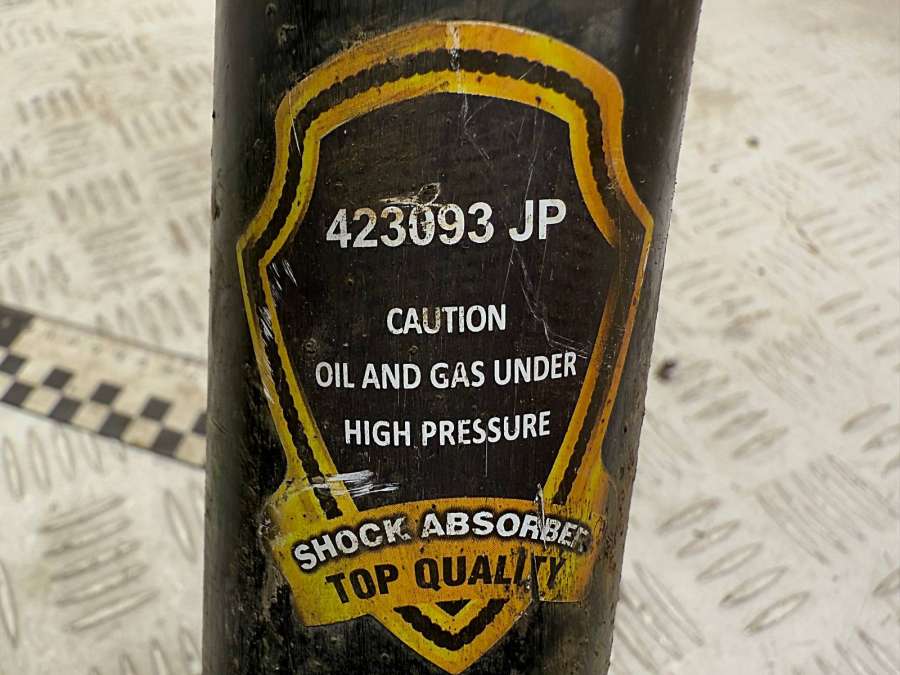 423093 JP
CAUTION
OIL AND GAS UNDER
HIGH PRESSURE
SHOCK ABSORBER
TOP QUALITY